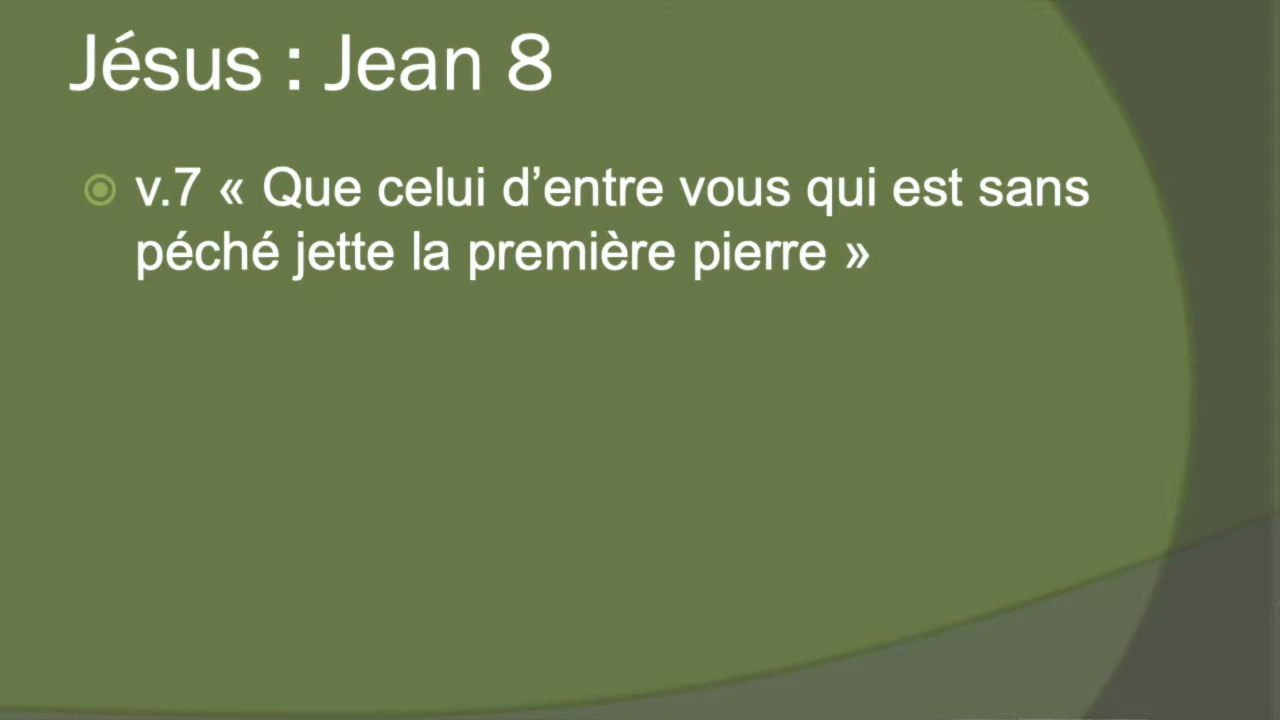 Jésus : Jean 8
v.7 « Que celui d’entre vous qui est sans
péché jette la première pierre »